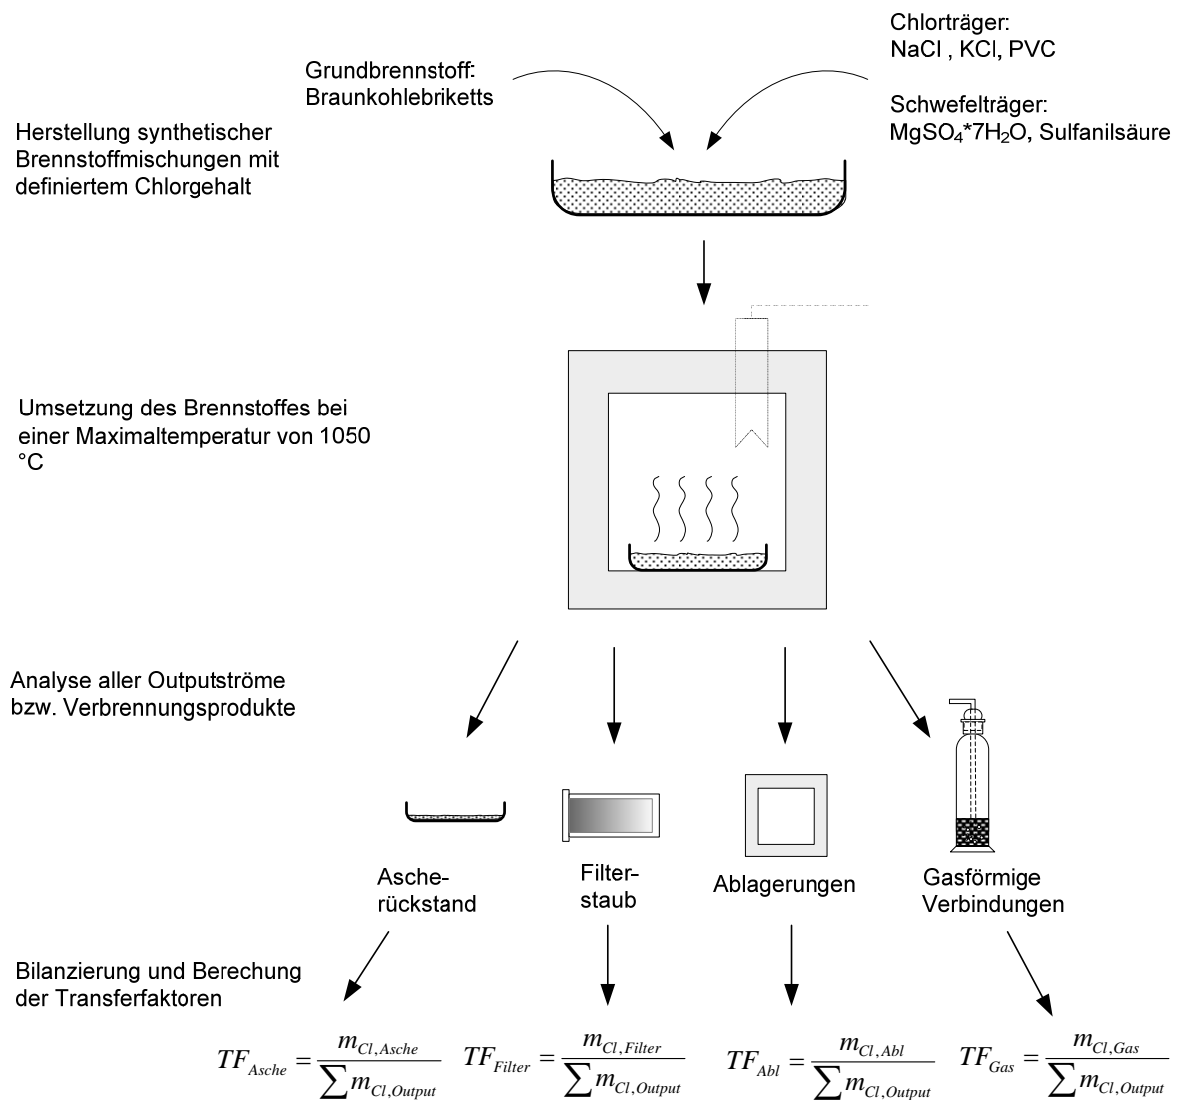 Chlorträger:
NaCl , KCl, PVC
Grundbrennstoff:
Braunkohlebriketts
Schwefelträger:
MgSO₄*7H₂O, Sulfanilsäure
Herstellung synthetischer
Brennstoffmischungen mit
definiertem Chlorgehalt
Umsetzung des Brennstoffes bei
einer Maximaltemperatur von 1050
°C
Analyse aller Outputströme
bzw. Verbrennungsprodukte
Asche-
rückstand
Filter-
staub
Ablagerungen
Gasförmige
Verbindungen
Bilanzierung und Berechung
der Transferfaktoren
TF_Asche = m_Cl,Asche / ∑ m_Cl,Output
TF_Filter = m_Cl,Filter / ∑ m_Cl,Output
TF_Abl = m_Cl,Abl / ∑ m_Cl,Output
TF_Gas = m_Cl,Gas / ∑ m_Cl,Output